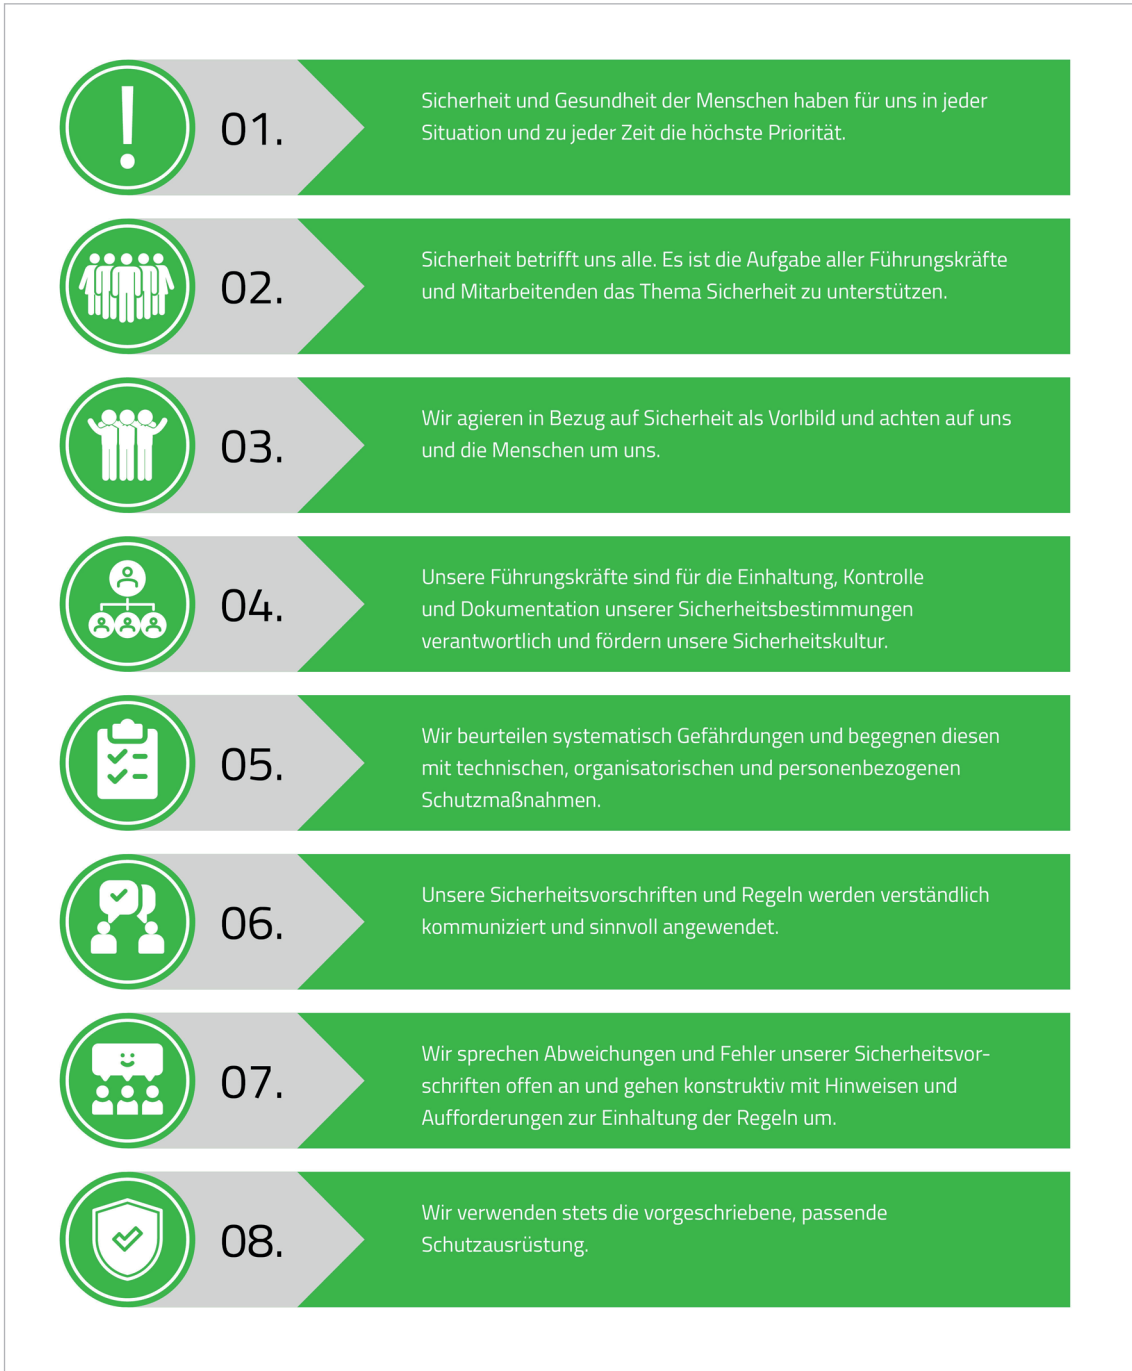 01.
Sicherheit und Gesundheit der Menschen haben für uns in jeder
Situation und zu jeder Zeit die höchste Priorität.
02.
Sicherheit betrifft uns alle. Es ist die Aufgabe aller Führungskräfte
und Mitarbeitenden das Thema Sicherheit zu unterstützen.
03.
Wir agieren in Bezug auf Sicherheit als Vorlbild und achten auf uns
und die Menschen um uns.
04.
Unsere Führungskräfte sind für die Einhaltung, Kontrolle
und Dokumentation unserer Sicherheitsbestimmungen
verantwortlich und fördern unsere Sicherheitskultur.
05.
Wir beurteilen systematisch Gefährdungen und begegnen diesen
mit technischen, organisatorischen und personenbezogenen
Schutzmaßnahmen.
06.
Unsere Sicherheitsvorschriften und Regeln werden verständlich
kommuniziert und sinnvoll angewendet.
07.
Wir sprechen Abweichungen und Fehler unserer Sicherheitsvor-
schriften offen an und gehen konstruktiv mit Hinweisen und
Aufforderungen zur Einhaltung der Regeln um.
08.
Wir verwenden stets die vorgeschriebene, passende
Schutzausrüstung.